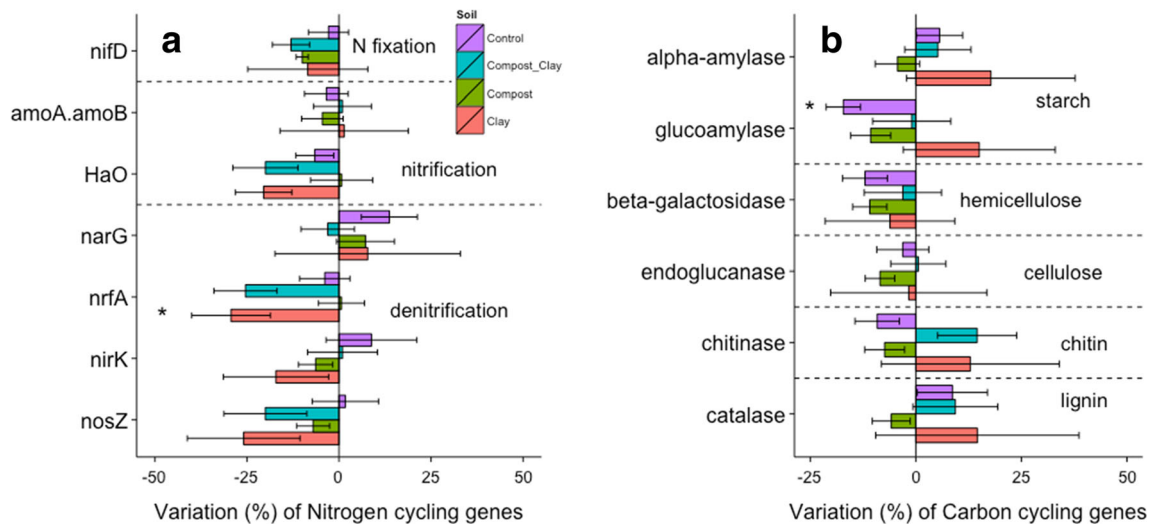 a
Soil
Control
Compost_Clay
Compost
Clay
nifD
N fixation
amoA.amoB
HaO
nitrification
narG
nrfA
denitrification
*
nirK
nosZ
-50
-25
0
25
50
Variation (%) of Nitrogen cycling genes
b
alpha-amylase
starch
*
glucoamylase
beta-galactosidase
hemicellulose
endoglucanase
cellulose
chitinase
chitin
catalase
lignin
-25
0
25
50
Variation (%) of Carbon cycling genes